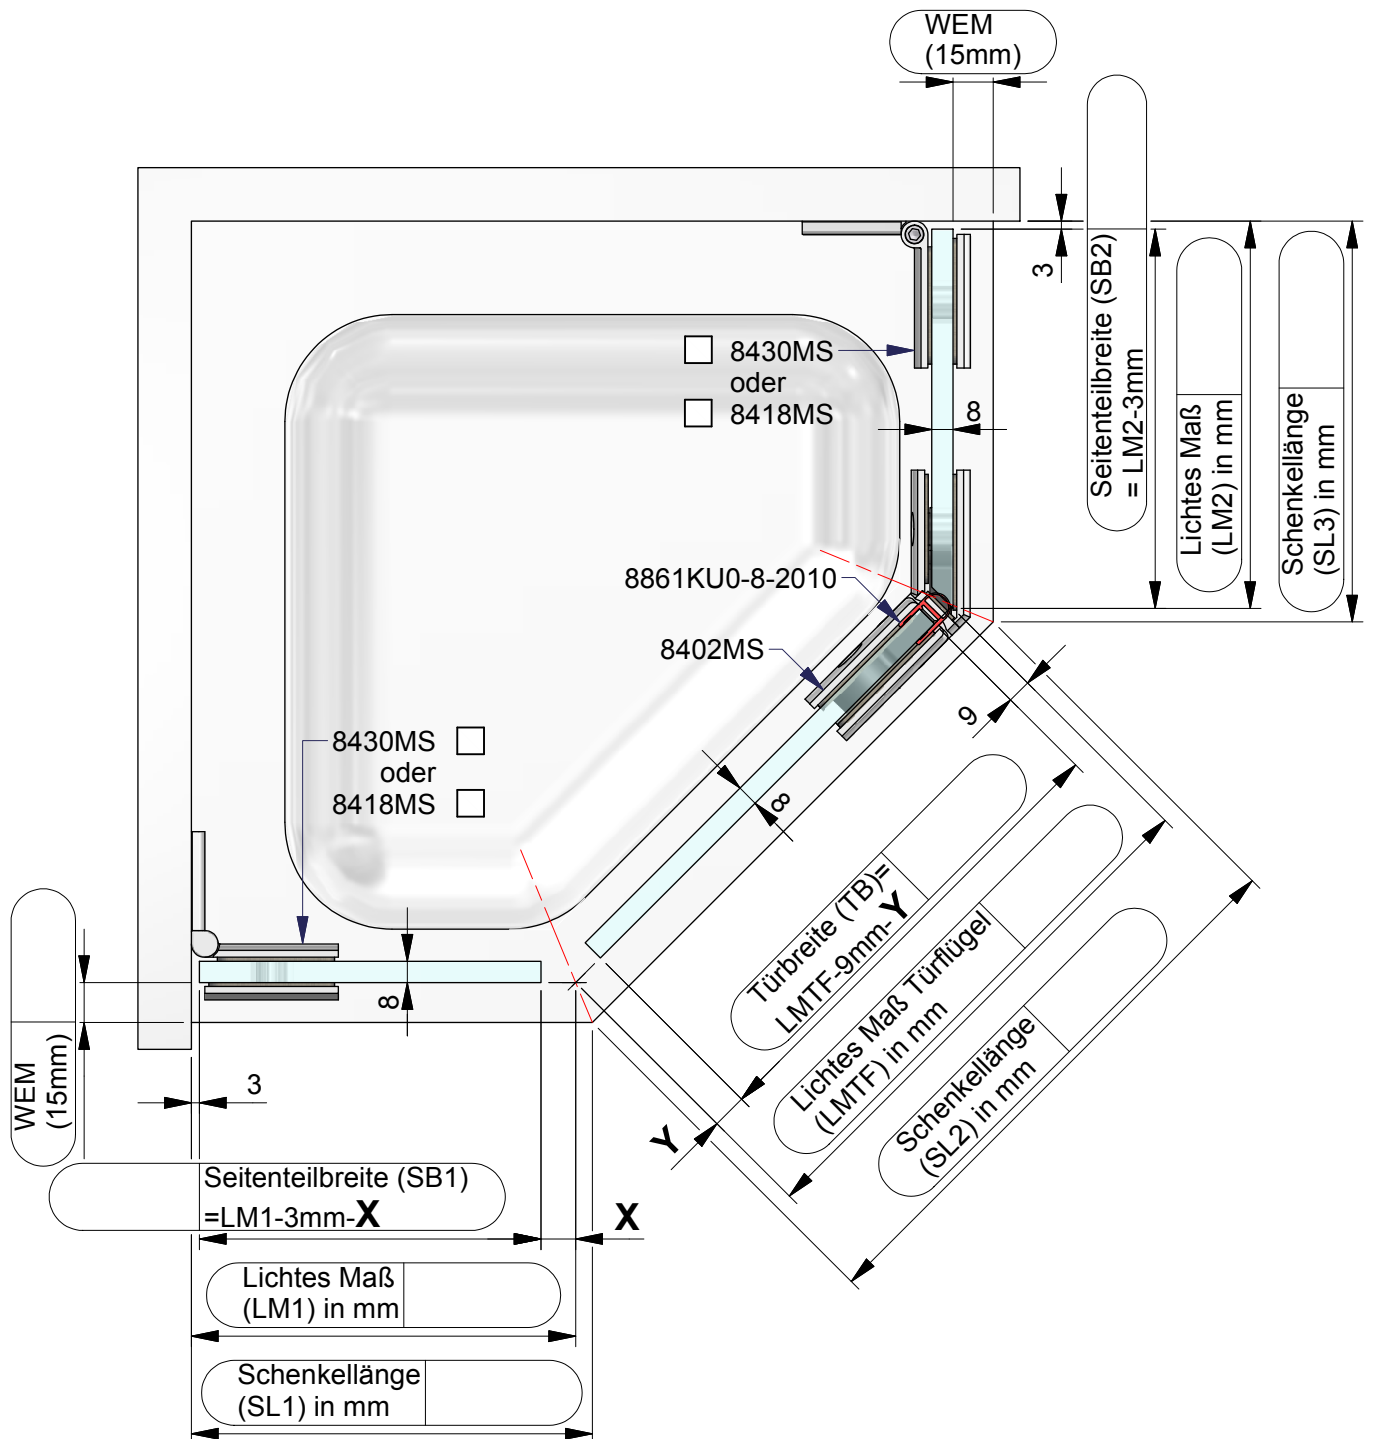 WEM
(15mm)
3
Seitenteilbreite (SB2)
= LM2-3mm
Lichtes Maß
(LM2) in mm
Schenkellänge
(SL3) in mm
8430MS
oder
8418MS
8
8861KU0-8-2010
8402MS
9
8430MS
oder
8418MS
8
8
Türbreite (TB)=
LMTF-9mm-Y
Lichtes Maß Türflügel
(LMTF) in mm
Schenkellänge
(SL2) in mm
WEM
(15mm)
3
Y
Seitenteilbreite (SB1)
=LM1-3mm-X
X
Lichtes Maß
(LM1) in mm
Schenkellänge
(SL1) in mm